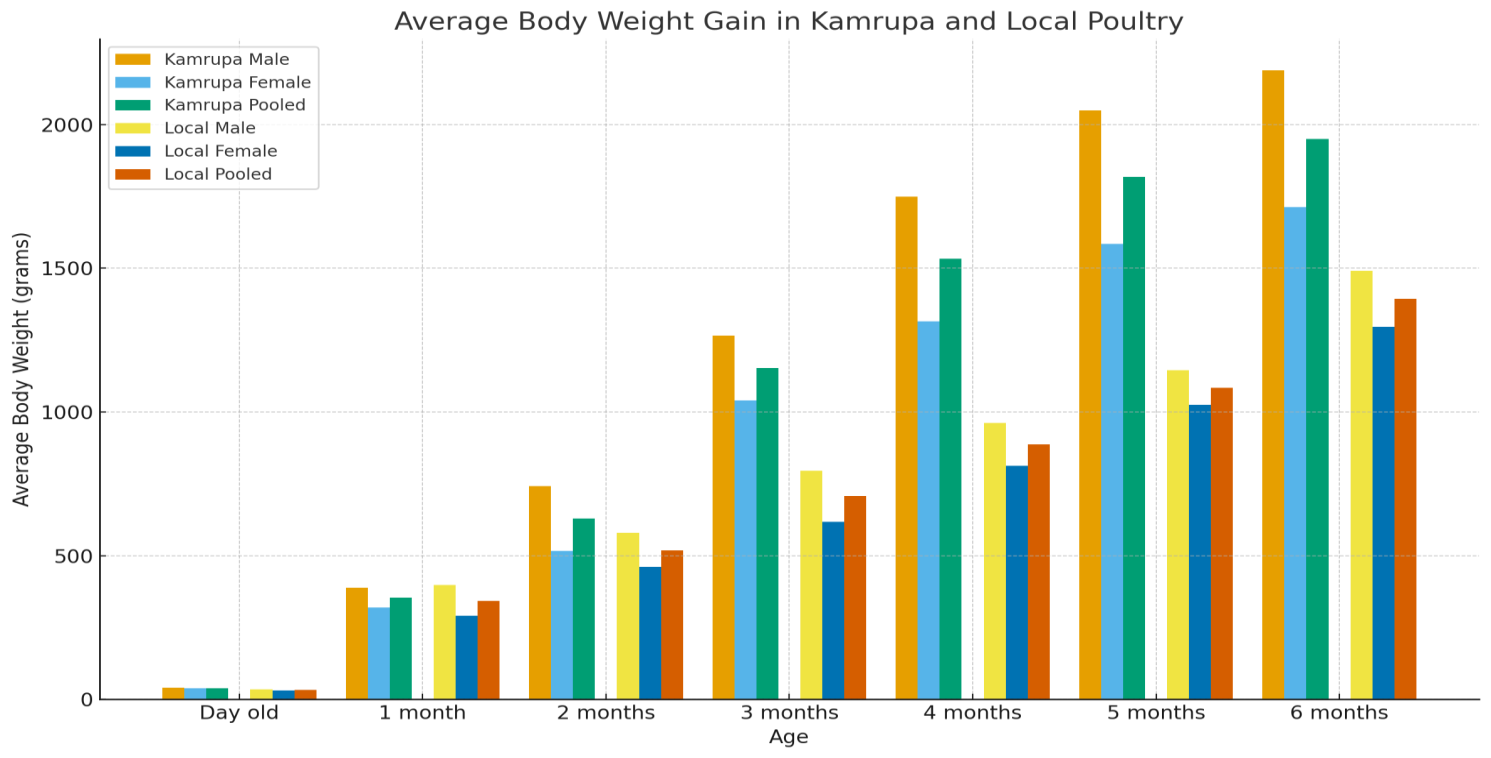 Average Body Weight Gain in Kamrupa and Local Poultry
Kamrupa Male
Kamrupa Female
Kamrupa Pooled
Local Male
Local Female
Local Pooled
Average Body Weight (grams)
2000
1500
1000
500
0
Day old 1 month 2 months 3 months 4 months 5 months 6 months
Age